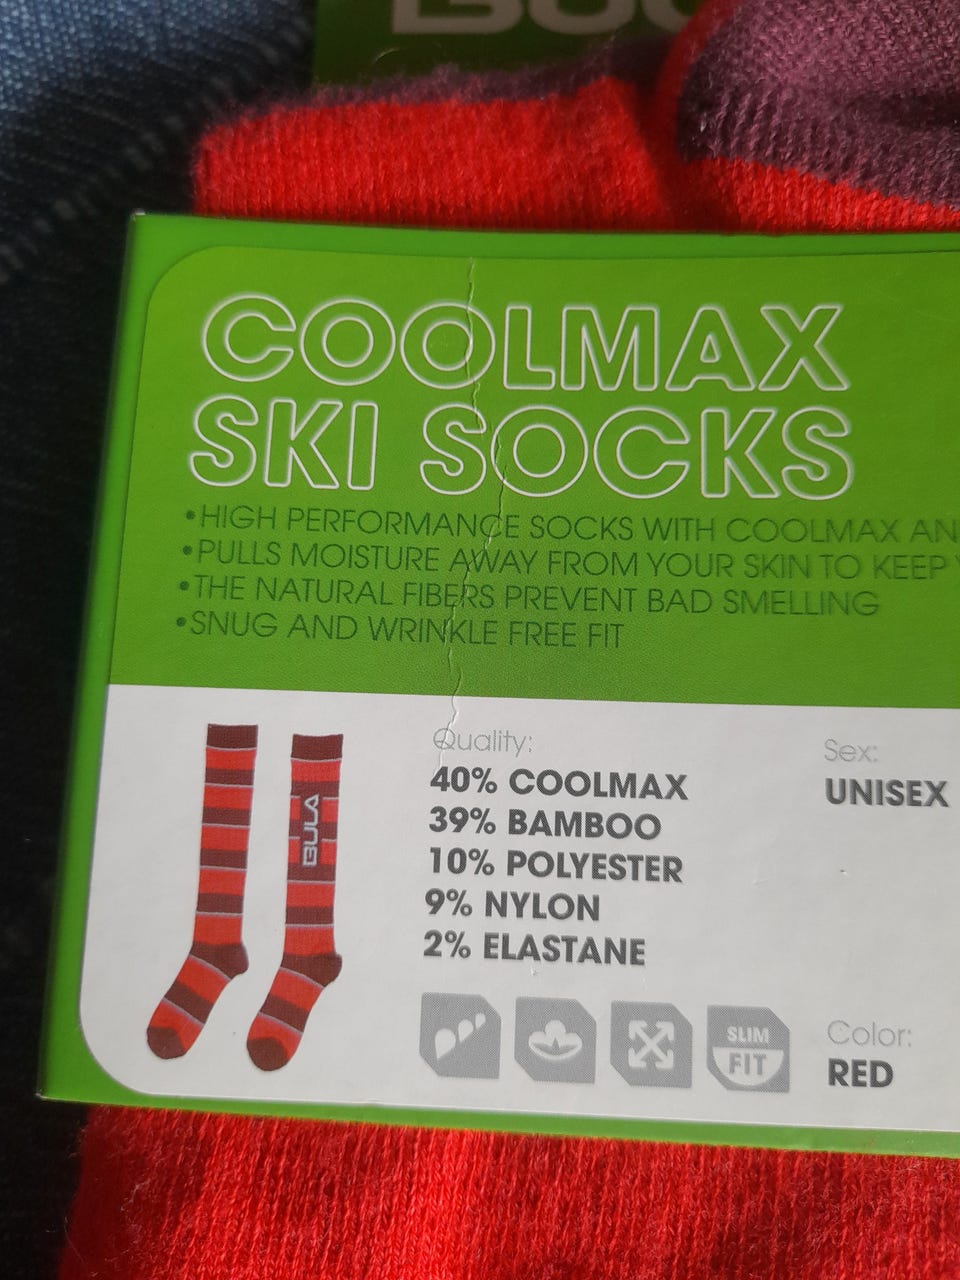 COOLMAX
SKI SOCKS
•HIGH PERFORMANCE SOCKS WITH COOLMAX AN
•PULLS MOISTURE AWAY FROM YOUR SKIN TO KEEP
•THE NATURAL FIBERS PREVENT BAD SMELLING
•SNUG AND WRINKLE FREE FIT
Quality:
40% COOLMAX
39% BAMBOO
10% POLYESTER
9% NYLON
2% ELASTANE
Sex:
UNISEX
BULA
SLIM
FIT
Color:
RED